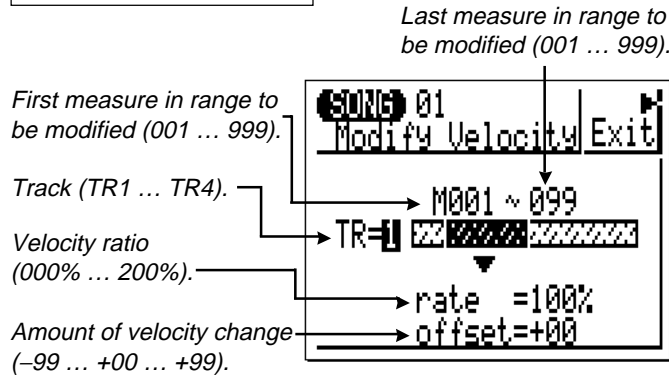 Last measure in range to
be modified (001 … 999).
First measure in range to
be modified (001 … 999).
Track (TR1 … TR4).
Velocity ratio
(000% … 200%).
Amount of velocity change
(–99 … +00 … +99).
SONG 01
Modify Velocity Exit
M001 ~ 099
TR=1
rate =100%
offset=+00